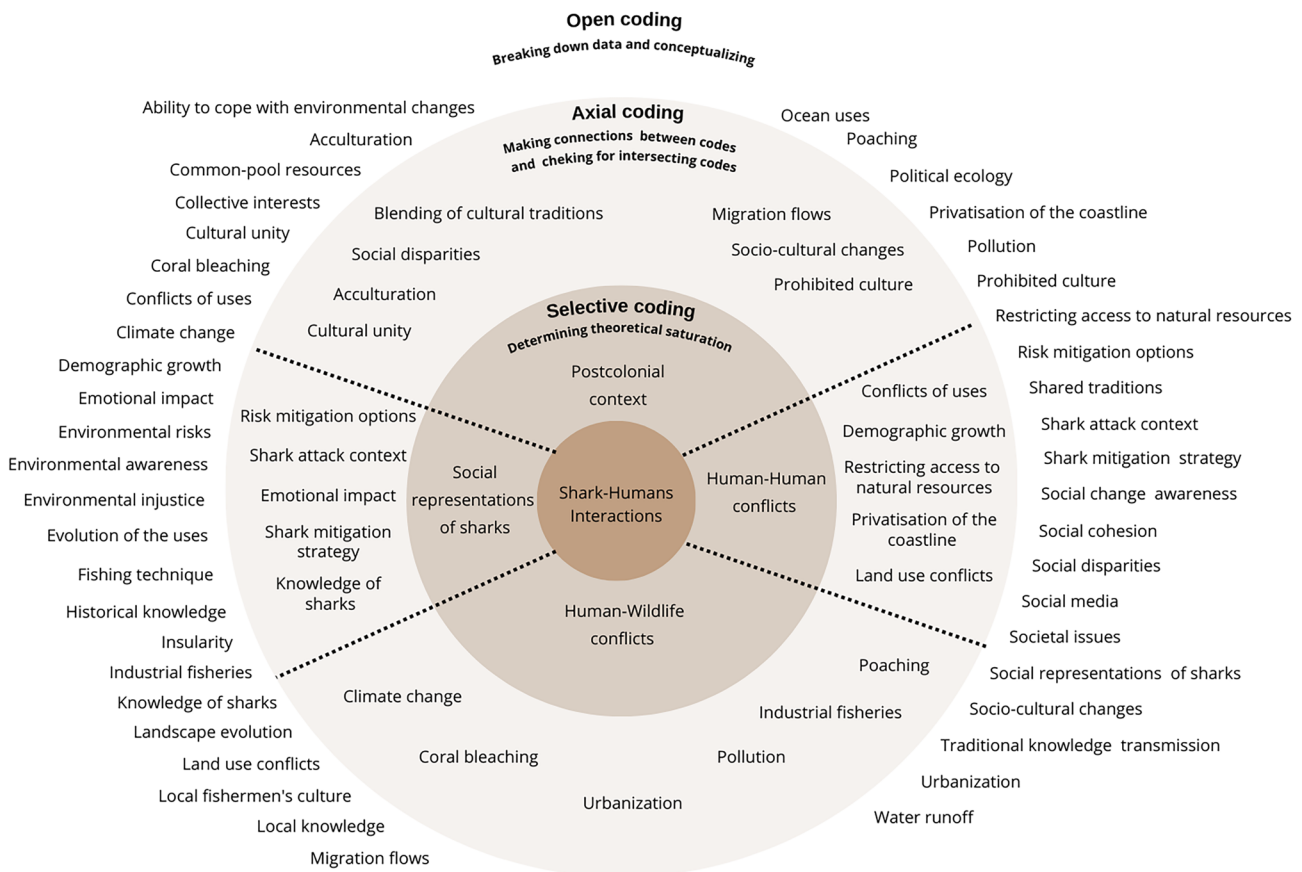 Open coding
Breaking down data and conceptualizing
Ability to cope with environmental changes
Acculturation
Common-pool resources
Collective interests
Cultural unity
Coral bleaching
Conflicts of uses
Climate change
Demographic growth
Emotional impact
Environmental risks
Environmental awareness
Environmental injustice
Evolution of the uses
Fishing technique
Historical knowledge
Insularity
Industrial fisheries
Knowledge of sharks
Landscape evolution
Land use conflicts
Local fishermen's culture
Local knowledge
Migration flows
Ocean uses
Poaching
Political ecology
Privatisation of the coastline
Pollution
Prohibited culture
Restricting access to natural resources
Risk mitigation options
Shared traditions
Shark attack context
Shark mitigation strategy
Social change awareness
Social cohesion
Social disparities
Social media
Societal issues
Social representations of sharks
Socio-cultural changes
Traditional knowledge transmission
Urbanization
Water runoff
Axial coding
Making connections between codes
and cheking for intersecting codes
Blending of cultural traditions
Social disparities
Acculturation
Cultural unity
Migration flows
Socio-cultural changes
Prohibited culture
Risk mitigation options
Shark attack context
Emotional impact
Shark mitigation
strategy
Knowledge of
sharks
Conflicts of uses
Demographic growth
Restricting access to
natural resources
Privatisation of the
coastline
Land use conflicts
Climate change
Coral bleaching
Urbanization
Pollution
Industrial fisheries
Poaching
Selective coding
Determining theoretical saturation
Postcolonial
context
Social
representations
of sharks
Human-Human
conflicts
Human-Wildlife
conflicts
Shark-Humans
Interactions